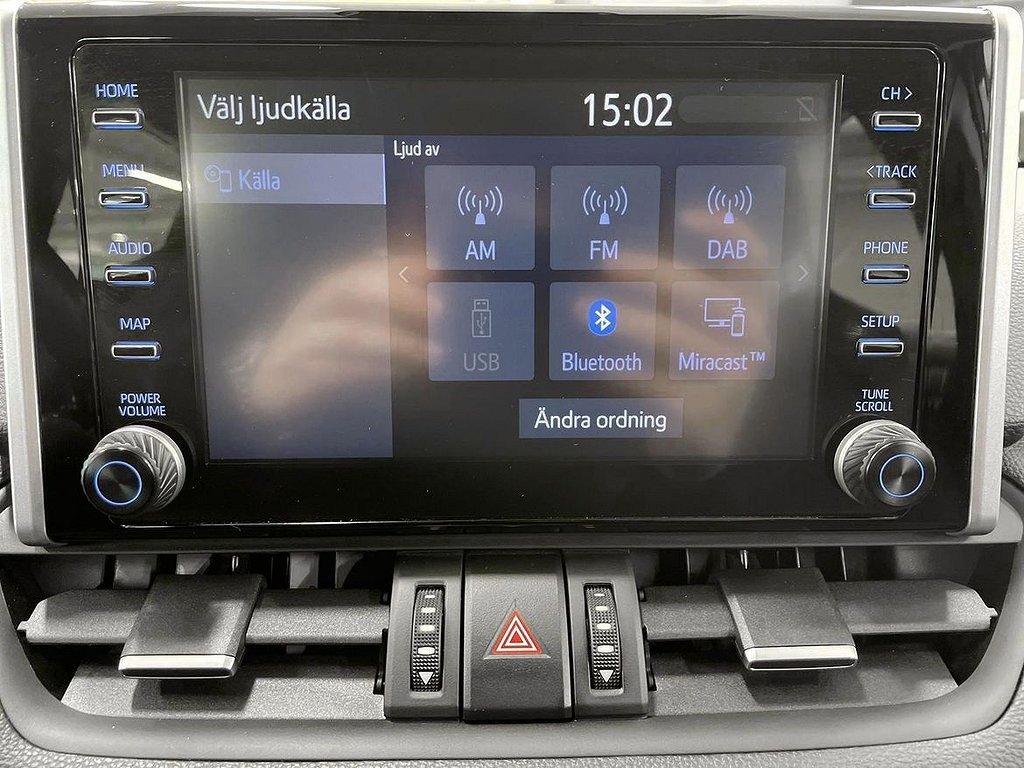 HOME
MENU
AUDIO
MAP
POWER
VOLUME
Välj ljudkälla
15:02
Källa
Ljud av
AM
FM
DAB
USB
Bluetooth
Miracast™
Ändra ordning
CH >
< TRACK
PHONE
SETUP
TUNE
SCROLL